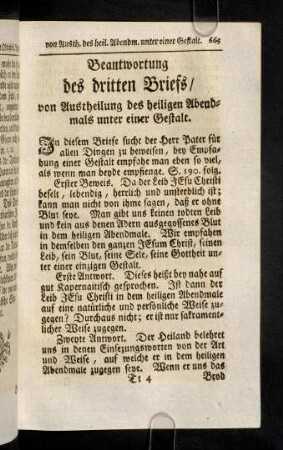 von Austh. des heil. Abendm. unter einer Gestalt. 665
Beantwortung
des dritten Briefs/
von Austheilung des heiligen Abend-
mals unter einer Gestalt.
In diesem Briefe sucht der Herr Pater für
allen Dingen zu beweisen, bey Empfa-
hung einer Gestalt empfahe man eben so viel,
als wenn man beyde empfienge. S. 190. folg.
Erster Beweis. Da der Leib JEsu Christi
beselt, lebendig, herrlich und unsterblich ist;
kan man nicht von ihme sagen, daß er ohne
Blut seye. Man gibt uns keinen todten Leib
und kein aus denen Adern ausgegossenes Blut
in dem heiligen Abendmale. Wir empfahen
in demselben den ganzen JEsum Christ, seinen
Leib, sein Blut, seine Sele, seine Gottheit un-
ter einer einzigen Gestalt.
Erste Antwort. Dieses heist bey nahe auf
gut Kapernaitisch gesprochen. Ist dann der
Leib JEsu Christi in dem heiligen Abendmale
auf eine natürliche und persönliche Weise zu-
gegen? Durchaus nicht; er ist nur sakrament-
licher Weise zugegen.
Zweyte Antwort. Der Heiland belehret
uns in denen Einsezungsworten von der Art
und Weise, auf welche er in dem heiligen
Abendmale zugegen seye. Wenn er uns das
Tt 4 Brod